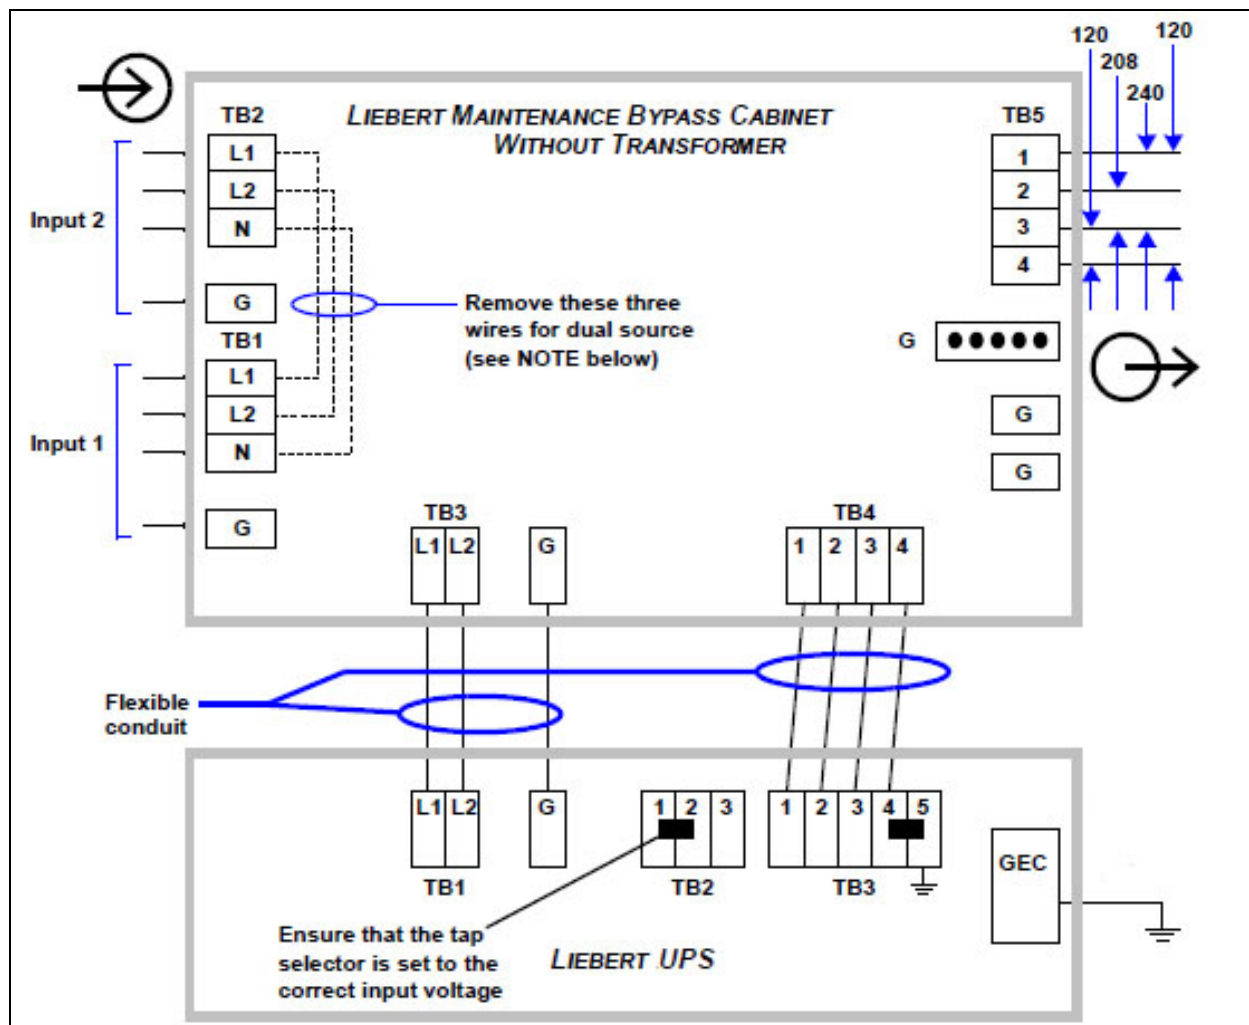 120
120
208
240
LIEBERT MAINTENANCE BYPASS CABINET
WITHOUT TRANSFORMER
TB2
L1
L2
N
G
Input 2
TB1
L1
L2
N
G
Input 1
Remove these three
wires for dual source
(see NOTE below)
TB5
1
2
3
4
G
G
G
TB3
L1 L2
G
TB4
1 2 3 4
Flexible
conduit
L1 L2
G
1 2 3
1 2 3 4 5
TB1
TB2
TB3
GEC
Ensure that the tap
selector is set to the
correct input voltage
LIEBERT UPS